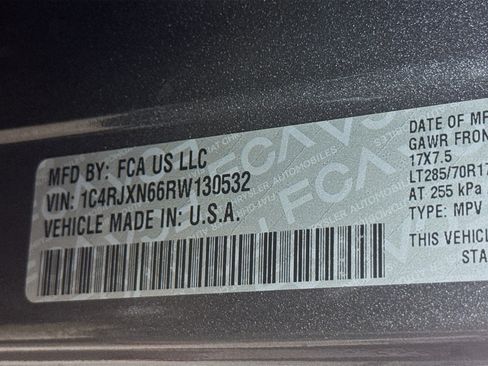 MFD BY: FCA US LLC
VIN: 1C4RJXN66RW130532
VEHICLE MADE IN: U.S.A.
DATE OF MF
GAWR FRON
17X7.5
LT285/70R17
AT 255 kPa
TYPE: MPV
THIS VEHICL
STA